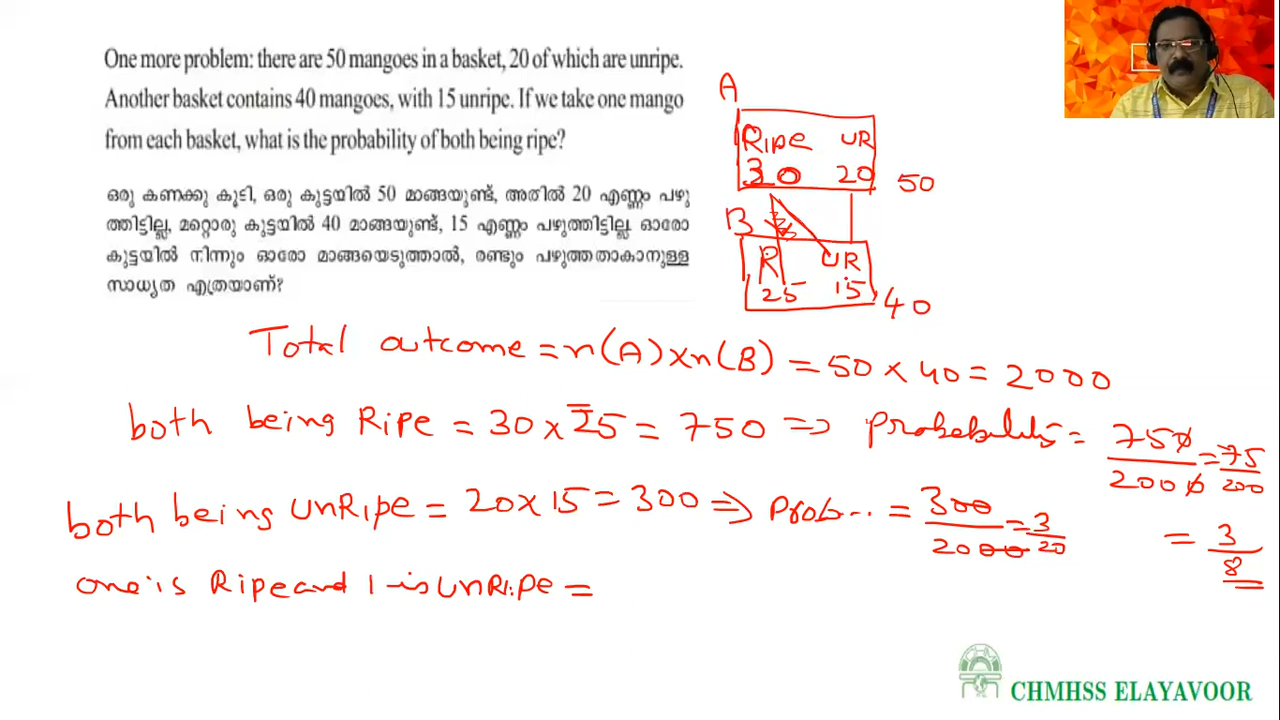 One more problem: there are 50 mangoes in a basket, 20 of which are unripe.
Another basket contains 40 mangoes, with 15 unripe. If we take one mango
from each basket, what is the probability of both being ripe?
ഒരു കണക്കു കൂടി, ഒരു കുട്ടയിൽ 50 മാങ്ങയുണ്ട്, അതിൽ 20 എണ്ണം പഴു
ത്തിട്ടില്ല, മറ്റൊരു കുട്ടയിൽ 40 മാങ്ങയുണ്ട്, 15 എണ്ണം പഴുത്തിട്ടില്ല. ഓരോ
കുട്ടയിൽ നിന്നും ഓരോ മാങ്ങയെടുത്താൽ, രണ്ടും പഴുത്തതാകാനുള്ള
സാധ്യത എത്രയാണ്?
A
Ripe UR
30 20 50
B
R UR
25 15 40
Total outcome = n(A)×n(B) = 50 × 40 = 2000
both being Ripe = 30 × 25 = 750 => Probebility = 750/2000 = 75/200
= 3/8
both being UnRipe = 20 × 15 = 300 => Prob... = 300/2000 = 3/20
one is Ripe and 1 is UnRipe =
CHMHSS ELAYAVOOR